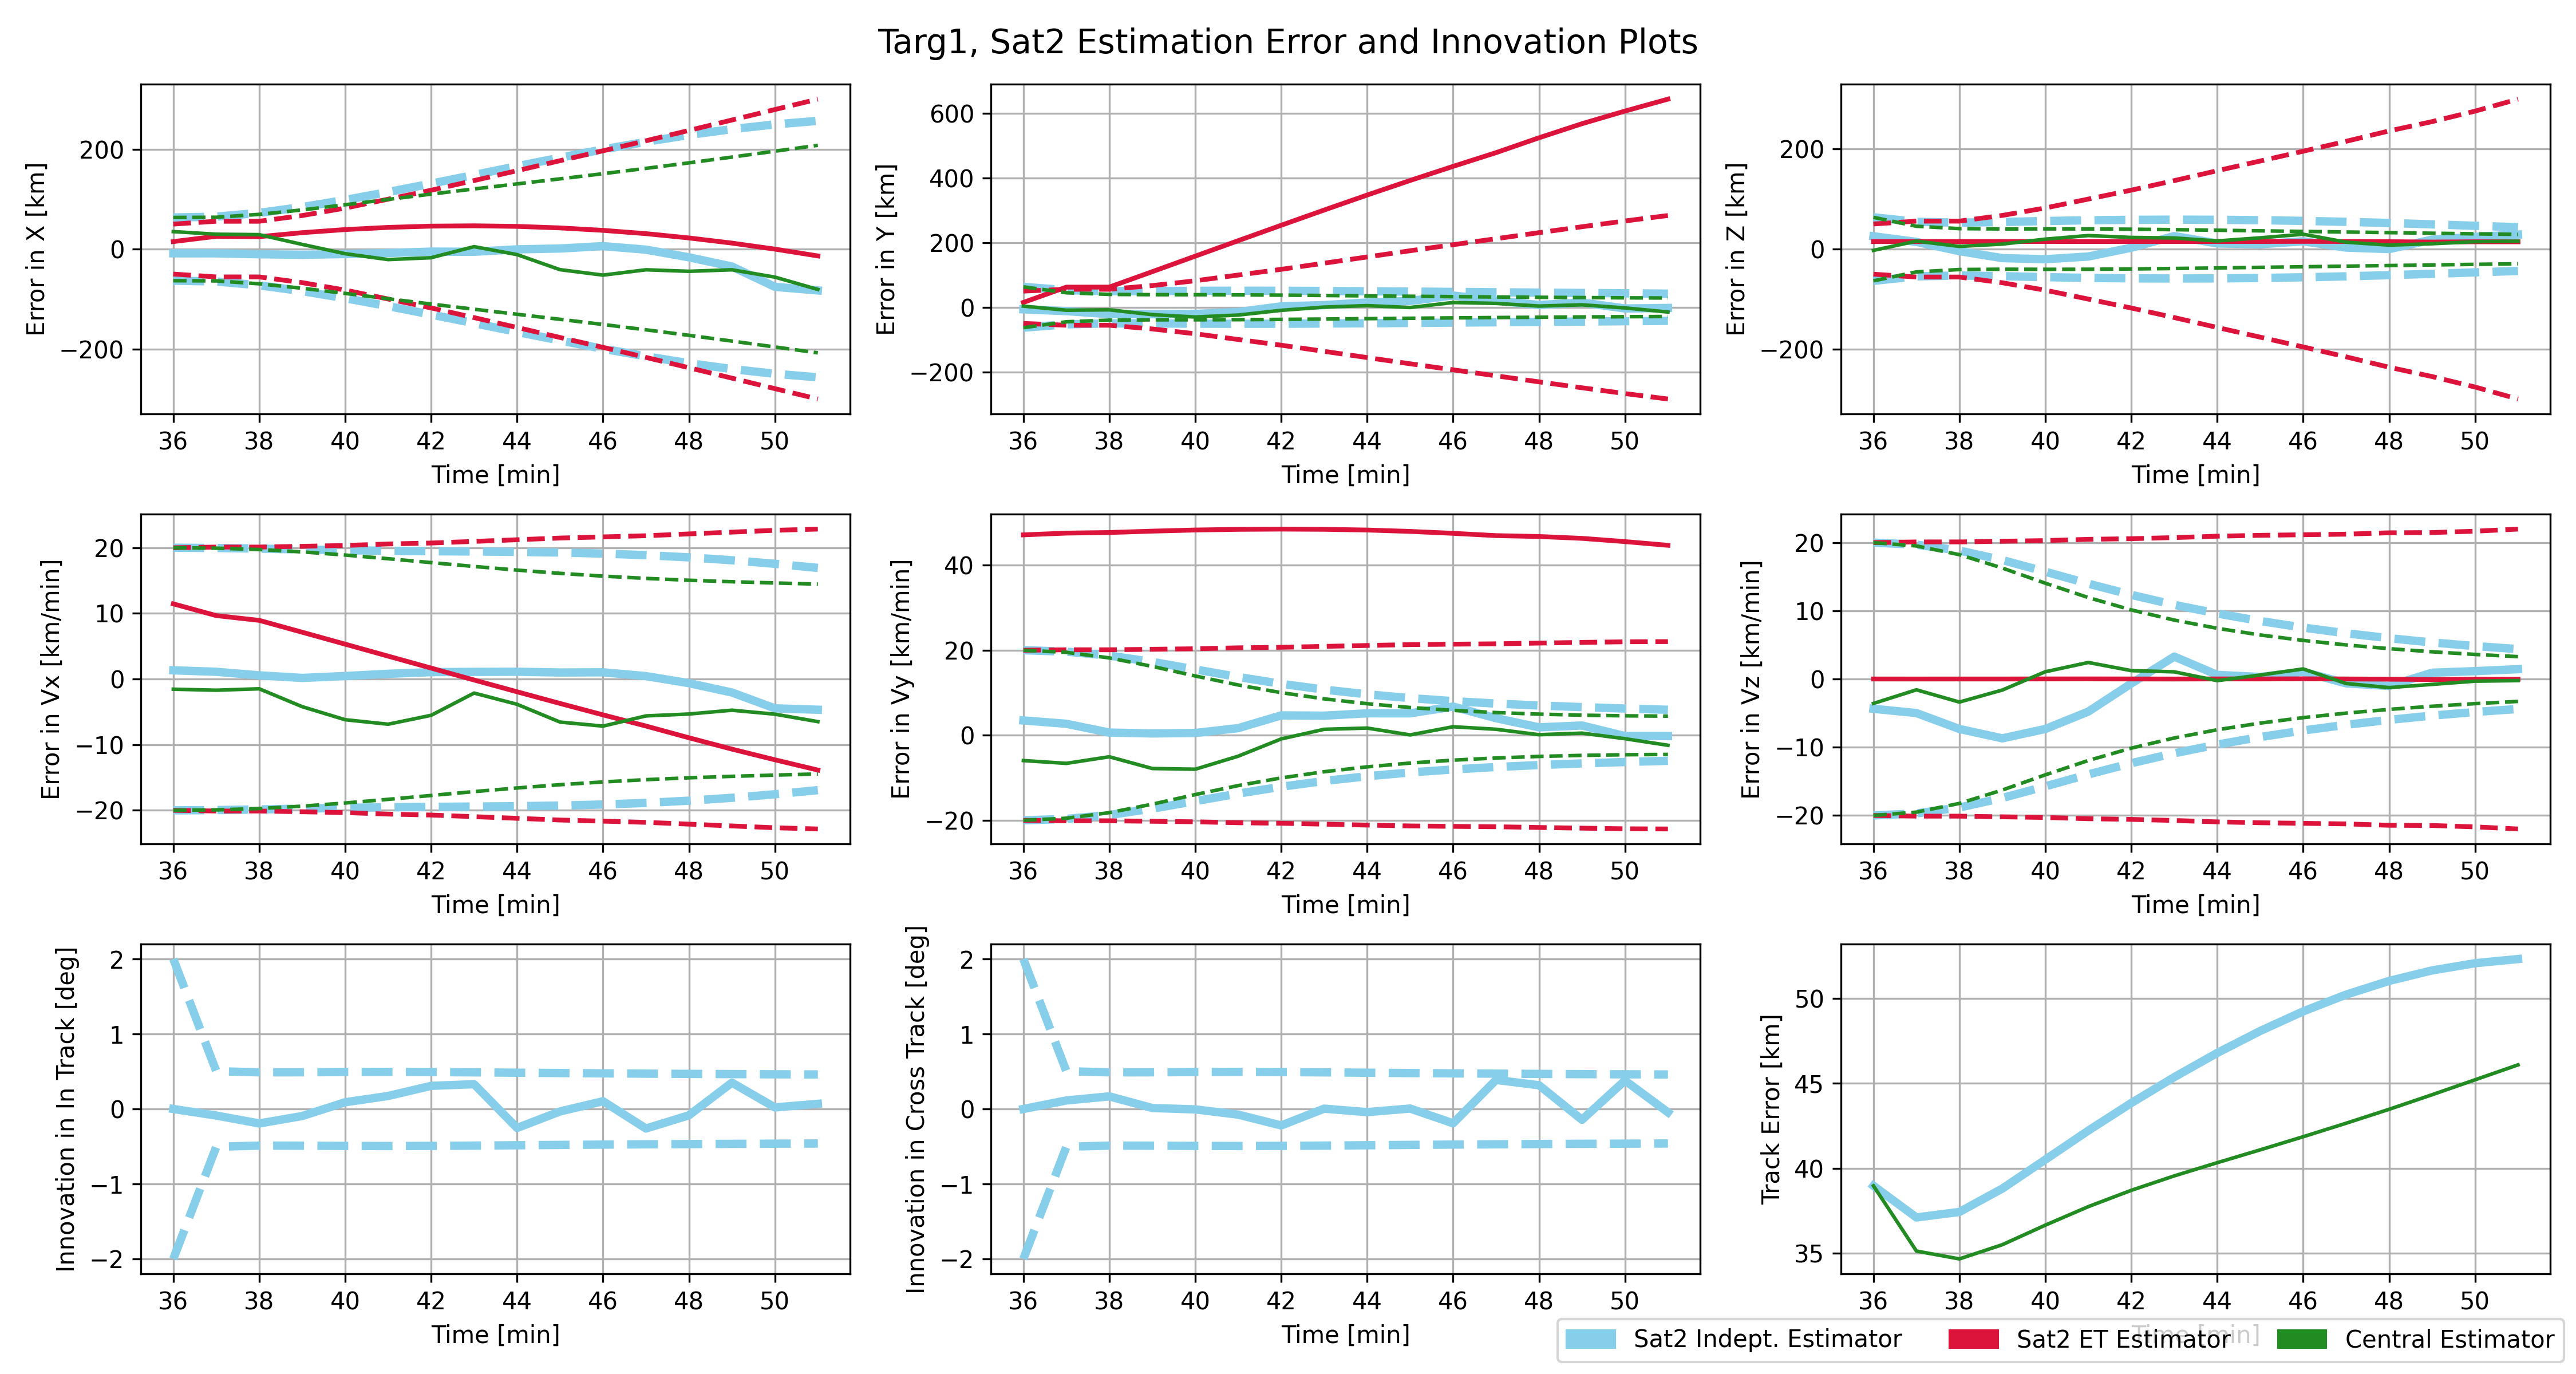 Targ1, Sat2 Estimation Error and Innovation Plots
Error in X [km]
200
0
−200
36 38 40 42 44 46 48 50
Time [min]
Error in Y [km]
600
400
200
0
−200
36 38 40 42 44 46 48 50
Time [min]
Error in Z [km]
200
0
−200
36 38 40 42 44 46 48 50
Time [min]
Error in Vx [km/min]
20
10
0
−10
−20
36 38 40 42 44 46 48 50
Time [min]
Error in Vy [km/min]
40
20
0
−20
36 38 40 42 44 46 48 50
Time [min]
Error in Vz [km/min]
20
10
0
−10
−20
36 38 40 42 44 46 48 50
Time [min]
Innovation in In Track [deg]
2
1
0
−1
−2
36 38 40 42 44 46 48 50
Time [min]
Innovation in Cross Track [deg]
2
1
0
−1
−2
36 38 40 42 44 46 48 50
Time [min]
Track Error [km]
50
45
40
35
36 38 40 42 44 46 48 50
Time [min]
Sat2 Indept. Estimator
Sat2 ET Estimator
Central Estimator